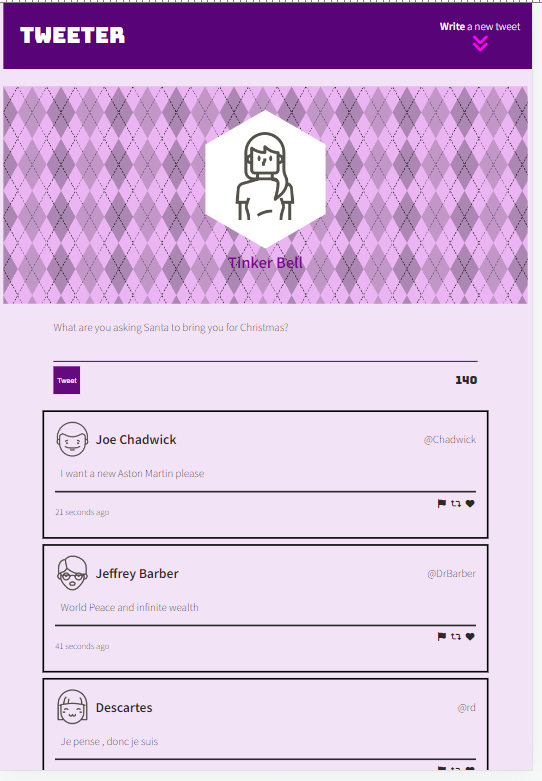 TWEETER
Write a new tweet
Tinker Bell
What are you asking Santa to bring you for Christmas?
Tweet
140
Joe Chadwick
@Chadwick
I want a new Aston Martin please
21 seconds ago
Jeffrey Barber
@DrBarber
World Peace and infinite wealth
41 seconds ago
Descartes
@rd
Je pense , donc je suis